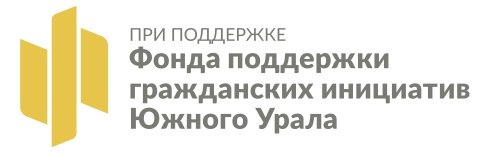 ПРИ ПОДДЕРЖКЕ
Фонда поддержки
гражданских инициатив
Южного Урала